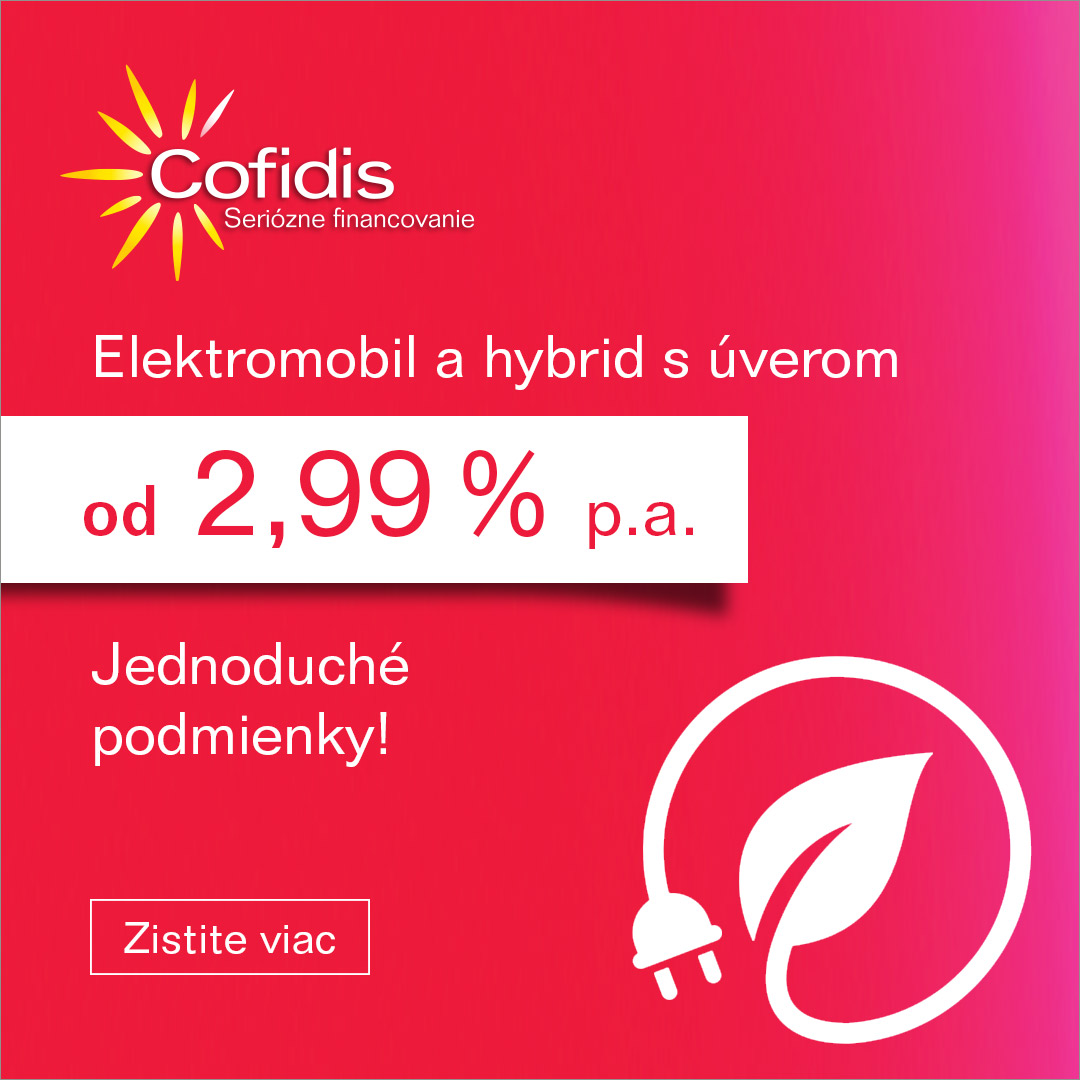 Cofidis
Seriózne financovanie
Elektromobil a hybrid s úverom
od 2,99 % p.a.
Jednoduché
podmienky!
Zistite viac